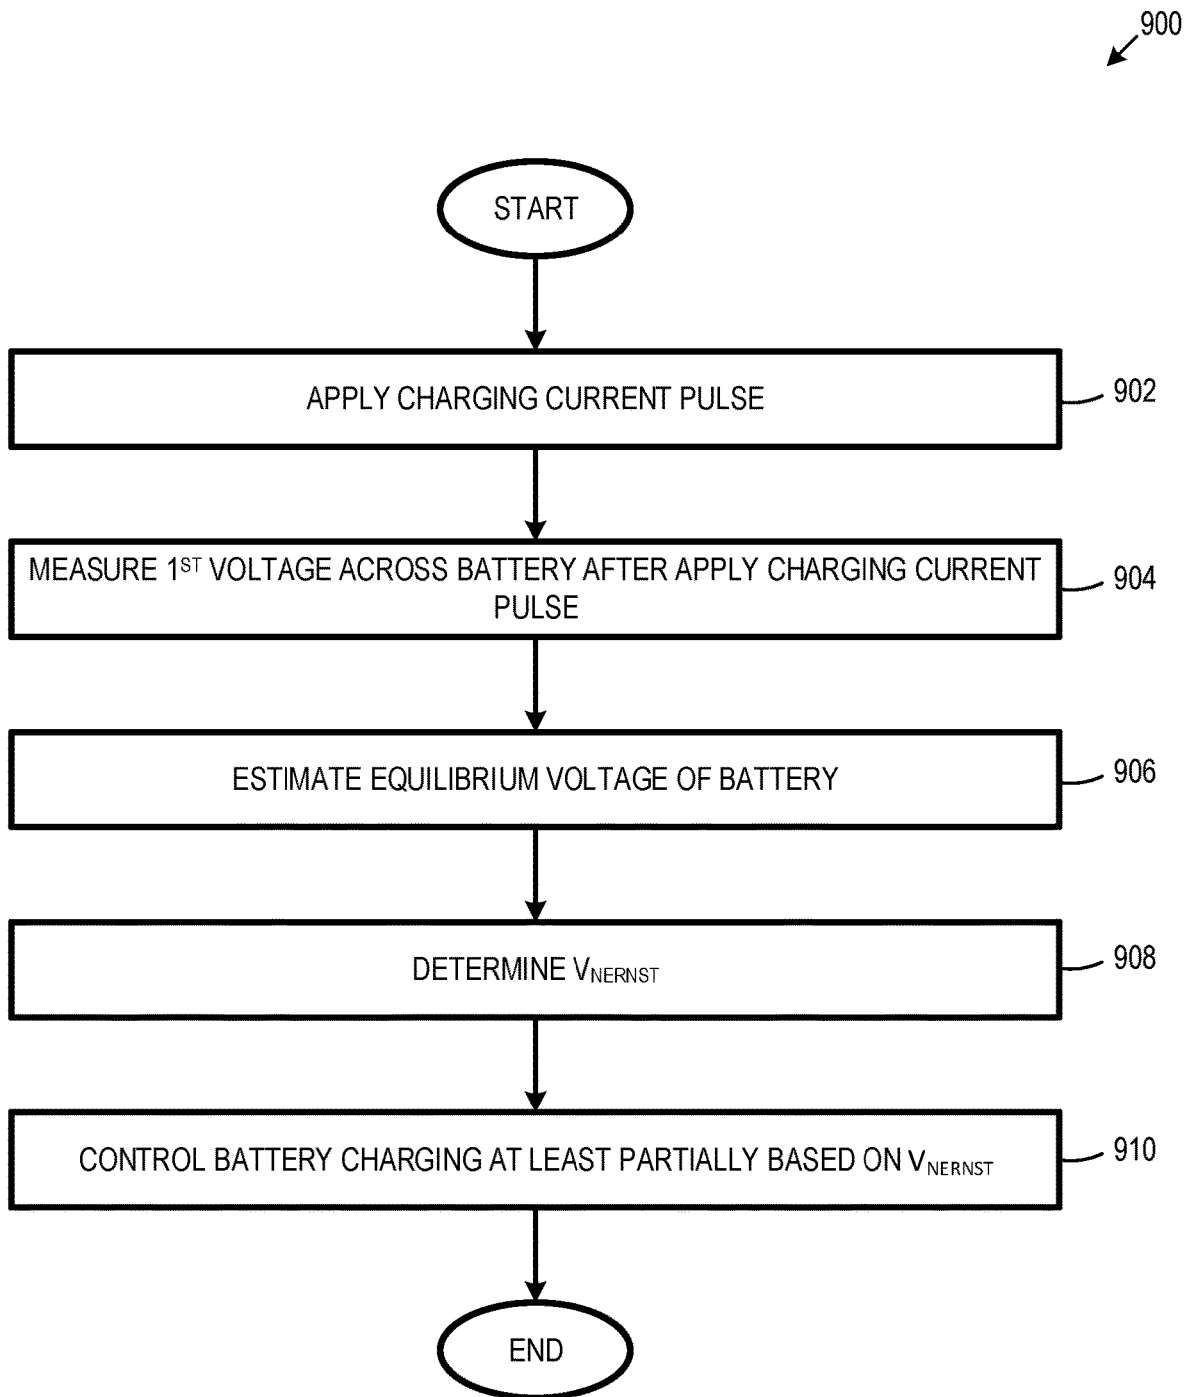 900
START
APPLY CHARGING CURRENT PULSE
902
MEASURE 1ST VOLTAGE ACROSS BATTERY AFTER APPLY CHARGING CURRENT
PULSE
904
ESTIMATE EQUILIBRIUM VOLTAGE OF BATTERY
906
DETERMINE VNERNST
908
CONTROL BATTERY CHARGING AT LEAST PARTIALLY BASED ON VNERNST
910
END